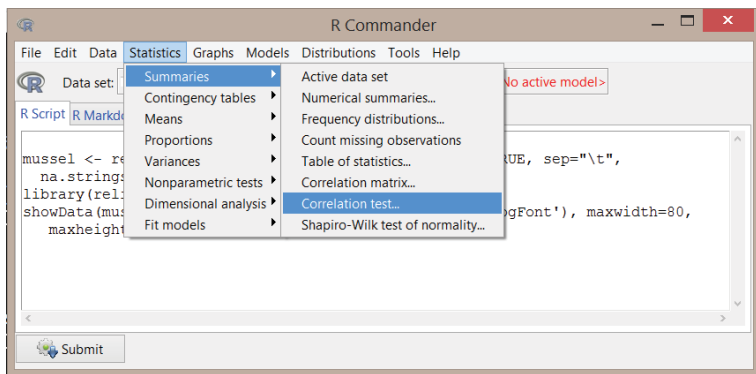 R Commander
File Edit Data Statistics Graphs Models Distributions Tools Help
Data set:
No active model>
R Script R Markdo
Summaries
Contingency tables
Means
Proportions
Variances
Nonparametric tests
Dimensional analysis
Fit models
Active data set
Numerical summaries...
Frequency distributions...
Count missing observations
Table of statistics...
Correlation matrix...
Correlation test...
Shapiro-Wilk test of normality...
mussel <- re RUE, sep="\t",
na.strings
library(reli
showData(mus ogFont'), maxwidth=80,
maxheight
Submit